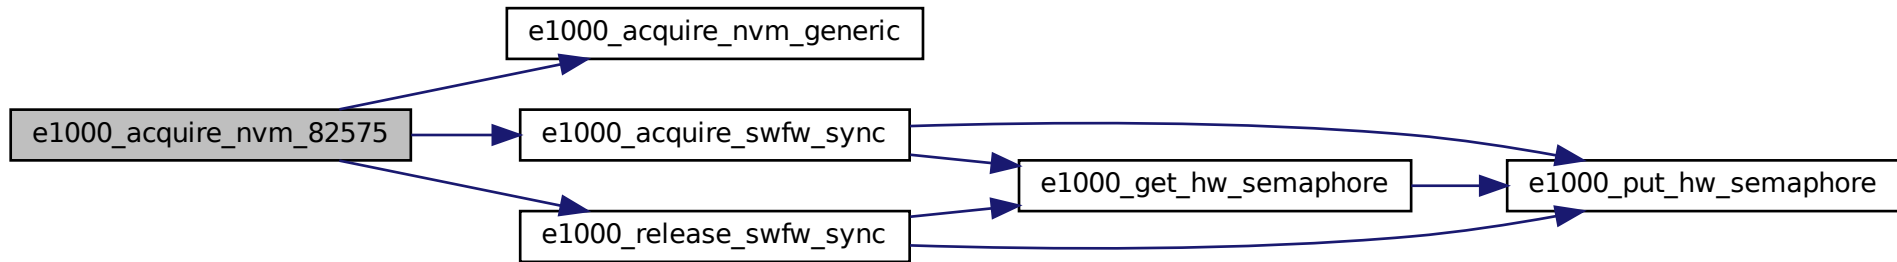 e1000_acquire_nvm_generic
e1000_acquire_nvm_82575
e1000_acquire_swfw_sync
e1000_get_hw_semaphore
e1000_put_hw_semaphore
e1000_release_swfw_sync